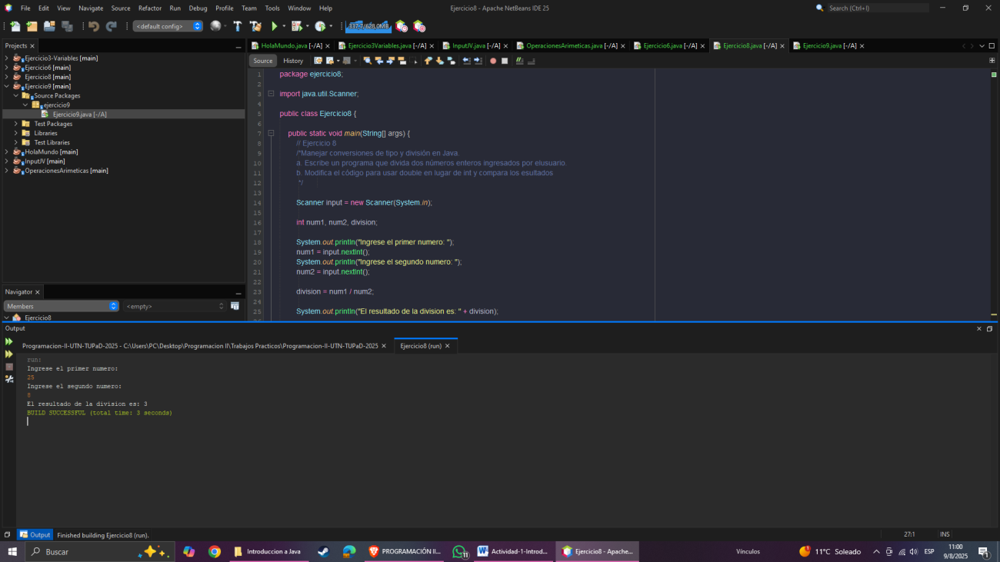 File Edit View Navigate Source Refactor Run Debug Profile Team Tools Window Help
Ejercicio8 - Apache NetBeans IDE 25
Search (Ctrl+I)
<default config>
337.7/628.0MB
Projects
HolaMundo.java [-/A]
Ejercicio3Variables.java [-/A]
InputJV.java [-/A]
OperacionesArimeticas.java [-/A]
Ejercicio6.java [-/A]
Ejercicio8.java [-/A]
Ejercicio9.java [-/A]
Ejercicio3-Variables [main]
Ejercicio6 [main]
Ejercicio8 [main]
Ejercicio9 [main]
Source Packages
ejercicio9
Ejercicio9.java [-/A]
Test Packages
Libraries
Test Libraries
HolaMundo [main]
InputJV [main]
OperacionesArimeticas [main]
Navigator
Members
<empty>
Ejercicio8
Source History
1 package ejercicio8;
2
3 import java.util.Scanner;
4
5 public class Ejercicio8 {
6
7 public static void main(String[] args) {
8 // Ejercicio 8
9 /*Manejar conversiones de tipo y división en Java.
10 a. Escribe un programa que divida dos números enteros ingresados por elusuario.
11 b. Modifica el código para usar double en lugar de int y compara los esultados
12 */
13
14 Scanner input = new Scanner(System.in);
15
16 int num1, num2, division;
17
18 System.out.println("Ingrese el primer numero: ");
19 num1 = input.nextInt();
20 System.out.println("Ingrese el segundo numero: ");
21 num2 = input.nextInt();
22
23 division = num1 / num2;
24
25 System.out.println("El resultado de la division es: " + division);
Output
Programacion-II-UTN-TUPaD-2025 - C:\Users\PC\Desktop\Programacion II\Trabajos Practicos\Programacion-II-UTN-TUPaD-2025
Ejercicio8 (run)
run:
Ingrese el primer numero:
25
Ingrese el segundo numero:
8
El resultado de la division es: 3
BUILD SUCCESSFUL (total time: 3 seconds)
Output
Finished building Ejercicio8 (run).
27:1
INS
Buscar
Introduccion a Java
PROGRAMACIÓN II...
11
Actividad-1-Introd...
Ejercicio8 - Apache...
Vínculos
11°C Soleado
ESP
11:00
9/8/2025
1